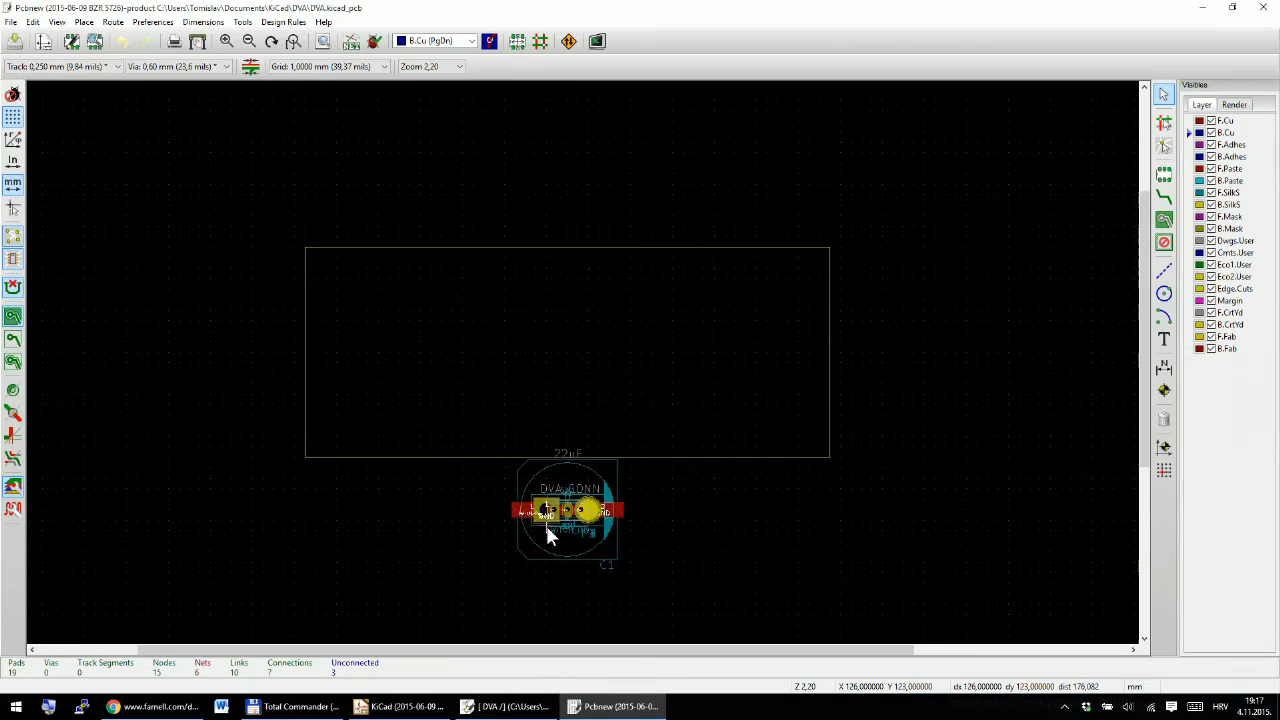 Pcbnew (2015-06-09 BZR 5726)-product C:\Users\Tomislav\Documents\KiCad\DVA\DVA.kicad_pcb
File Edit View Place Route Preferences Dimensions Tools Design Rules Help
B.Cu (PgDn)
Track: 0,250 mm (9,84 mils) * Via: 0,60 mm (23,6 mils) * Grid: 1,0000 mm (39,37 mils) Zoom 2,20
Visibles
Layer Render
F.Cu
B.Cu
B.Adhes
B.Adhes
F.Paste
B.Paste
F.SilkS
B.SilkS
F.Mask
B.Mask
Dwgs.User
Cmts.User
Eco1.User
Eco2.User
Edge.Cuts
Margin
F.CrtYd
B.CrtYd
F.Fab
B.Fab
In
mm
22uF
DVA_CONN
GND
GND
C1
Pads Vias Track Segments Nodes Nets Links Connections Unconnected
19 0 0 15 6 10 7 3
Z 2,20 X 126,000000 Y 123,000000 dx 126,000000 dy 123,000000 dist 176,082 mm
www.farnell.com/d... Total Commander (... KiCad (2015-06-09 ... [ DVA /] (C:\Users\... Pcbnew (2015-06-0... HRV 19:17
4.11.2015.